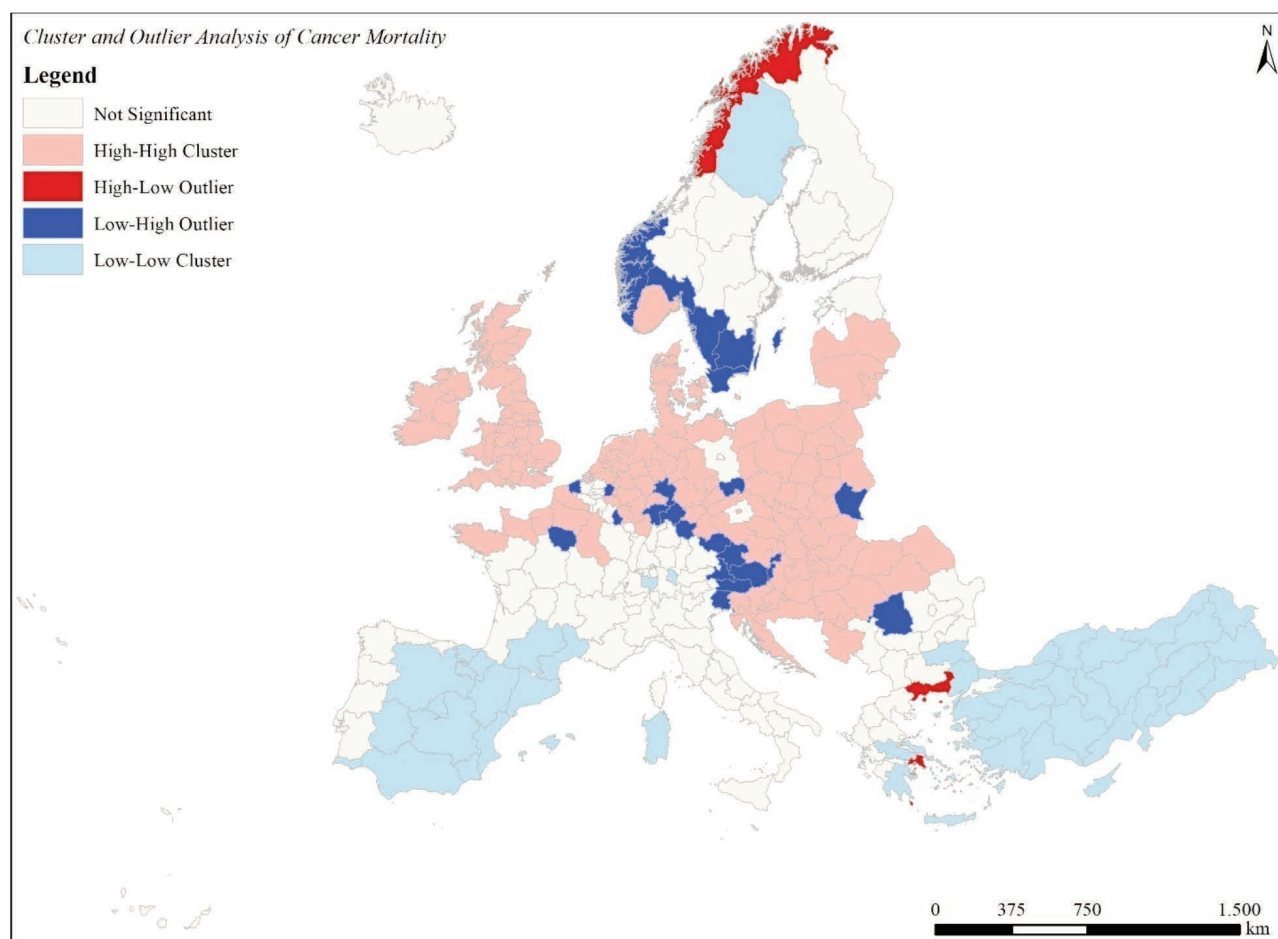 Cluster and Outlier Analysis of Cancer Mortality
Legend
Not Significant
High-High Cluster
High-Low Outlier
Low-High Outlier
Low-Low Cluster
N
0 375 750 1.500
km